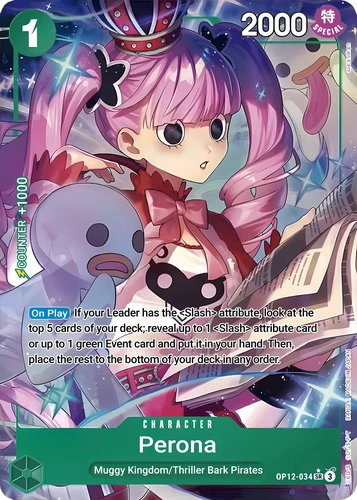 1
2000
特
SPECIAL
COUNTER +1000
On Play If your Leader has the <Slash> attribute, look at the
top 5 cards of your deck; reveal up to 1 <Slash> attribute card
or up to 1 green Event card and put it in your hand. Then,
place the rest to the bottom of your deck in any order.
CHARACTER
Perona
Muggy Kingdom/Thriller Bark Pirates
OP12-034 SR 3